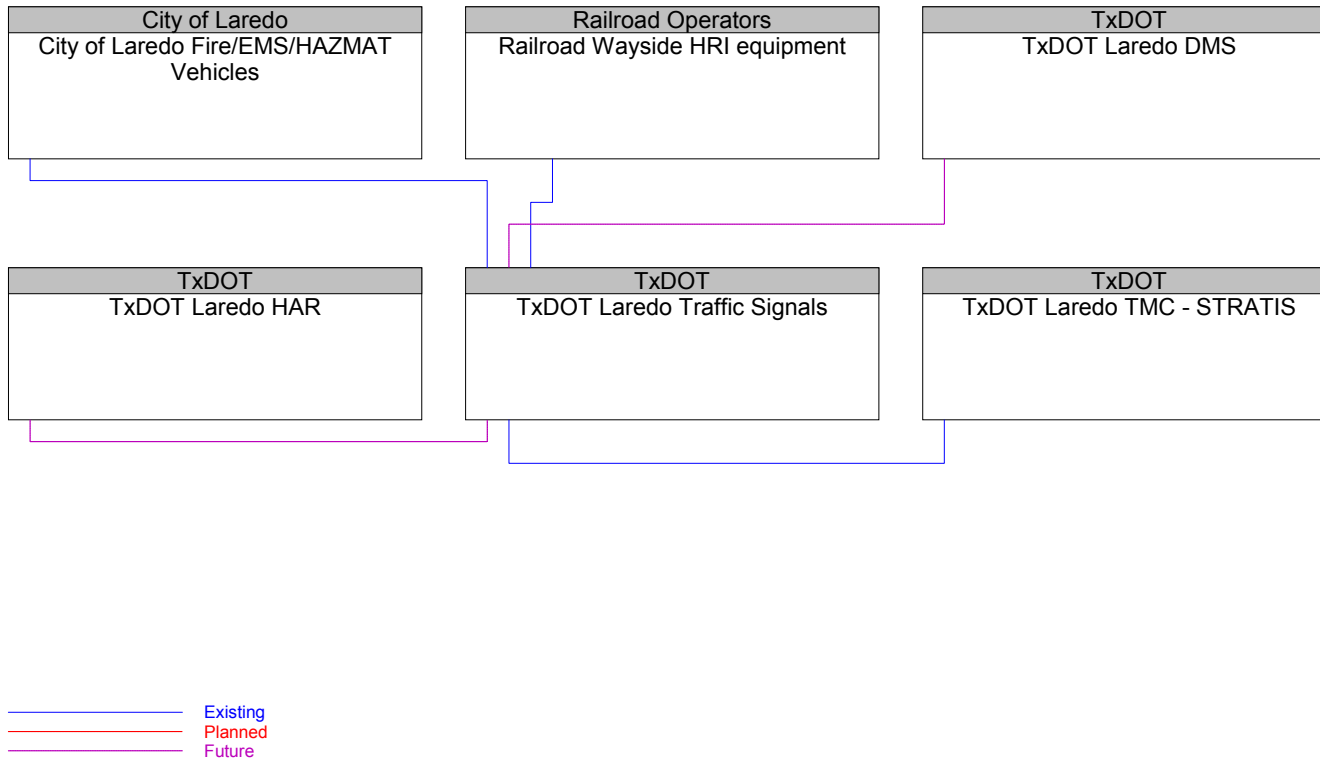 City of Laredo
City of Laredo Fire/EMS/HAZMAT
Vehicles
Railroad Operators
Railroad Wayside HRI equipment
TxDOT
TxDOT Laredo DMS
TxDOT
TxDOT Laredo HAR
TxDOT
TxDOT Laredo Traffic Signals
TxDOT
TxDOT Laredo TMC - STRATIS
Existing
Planned
Future